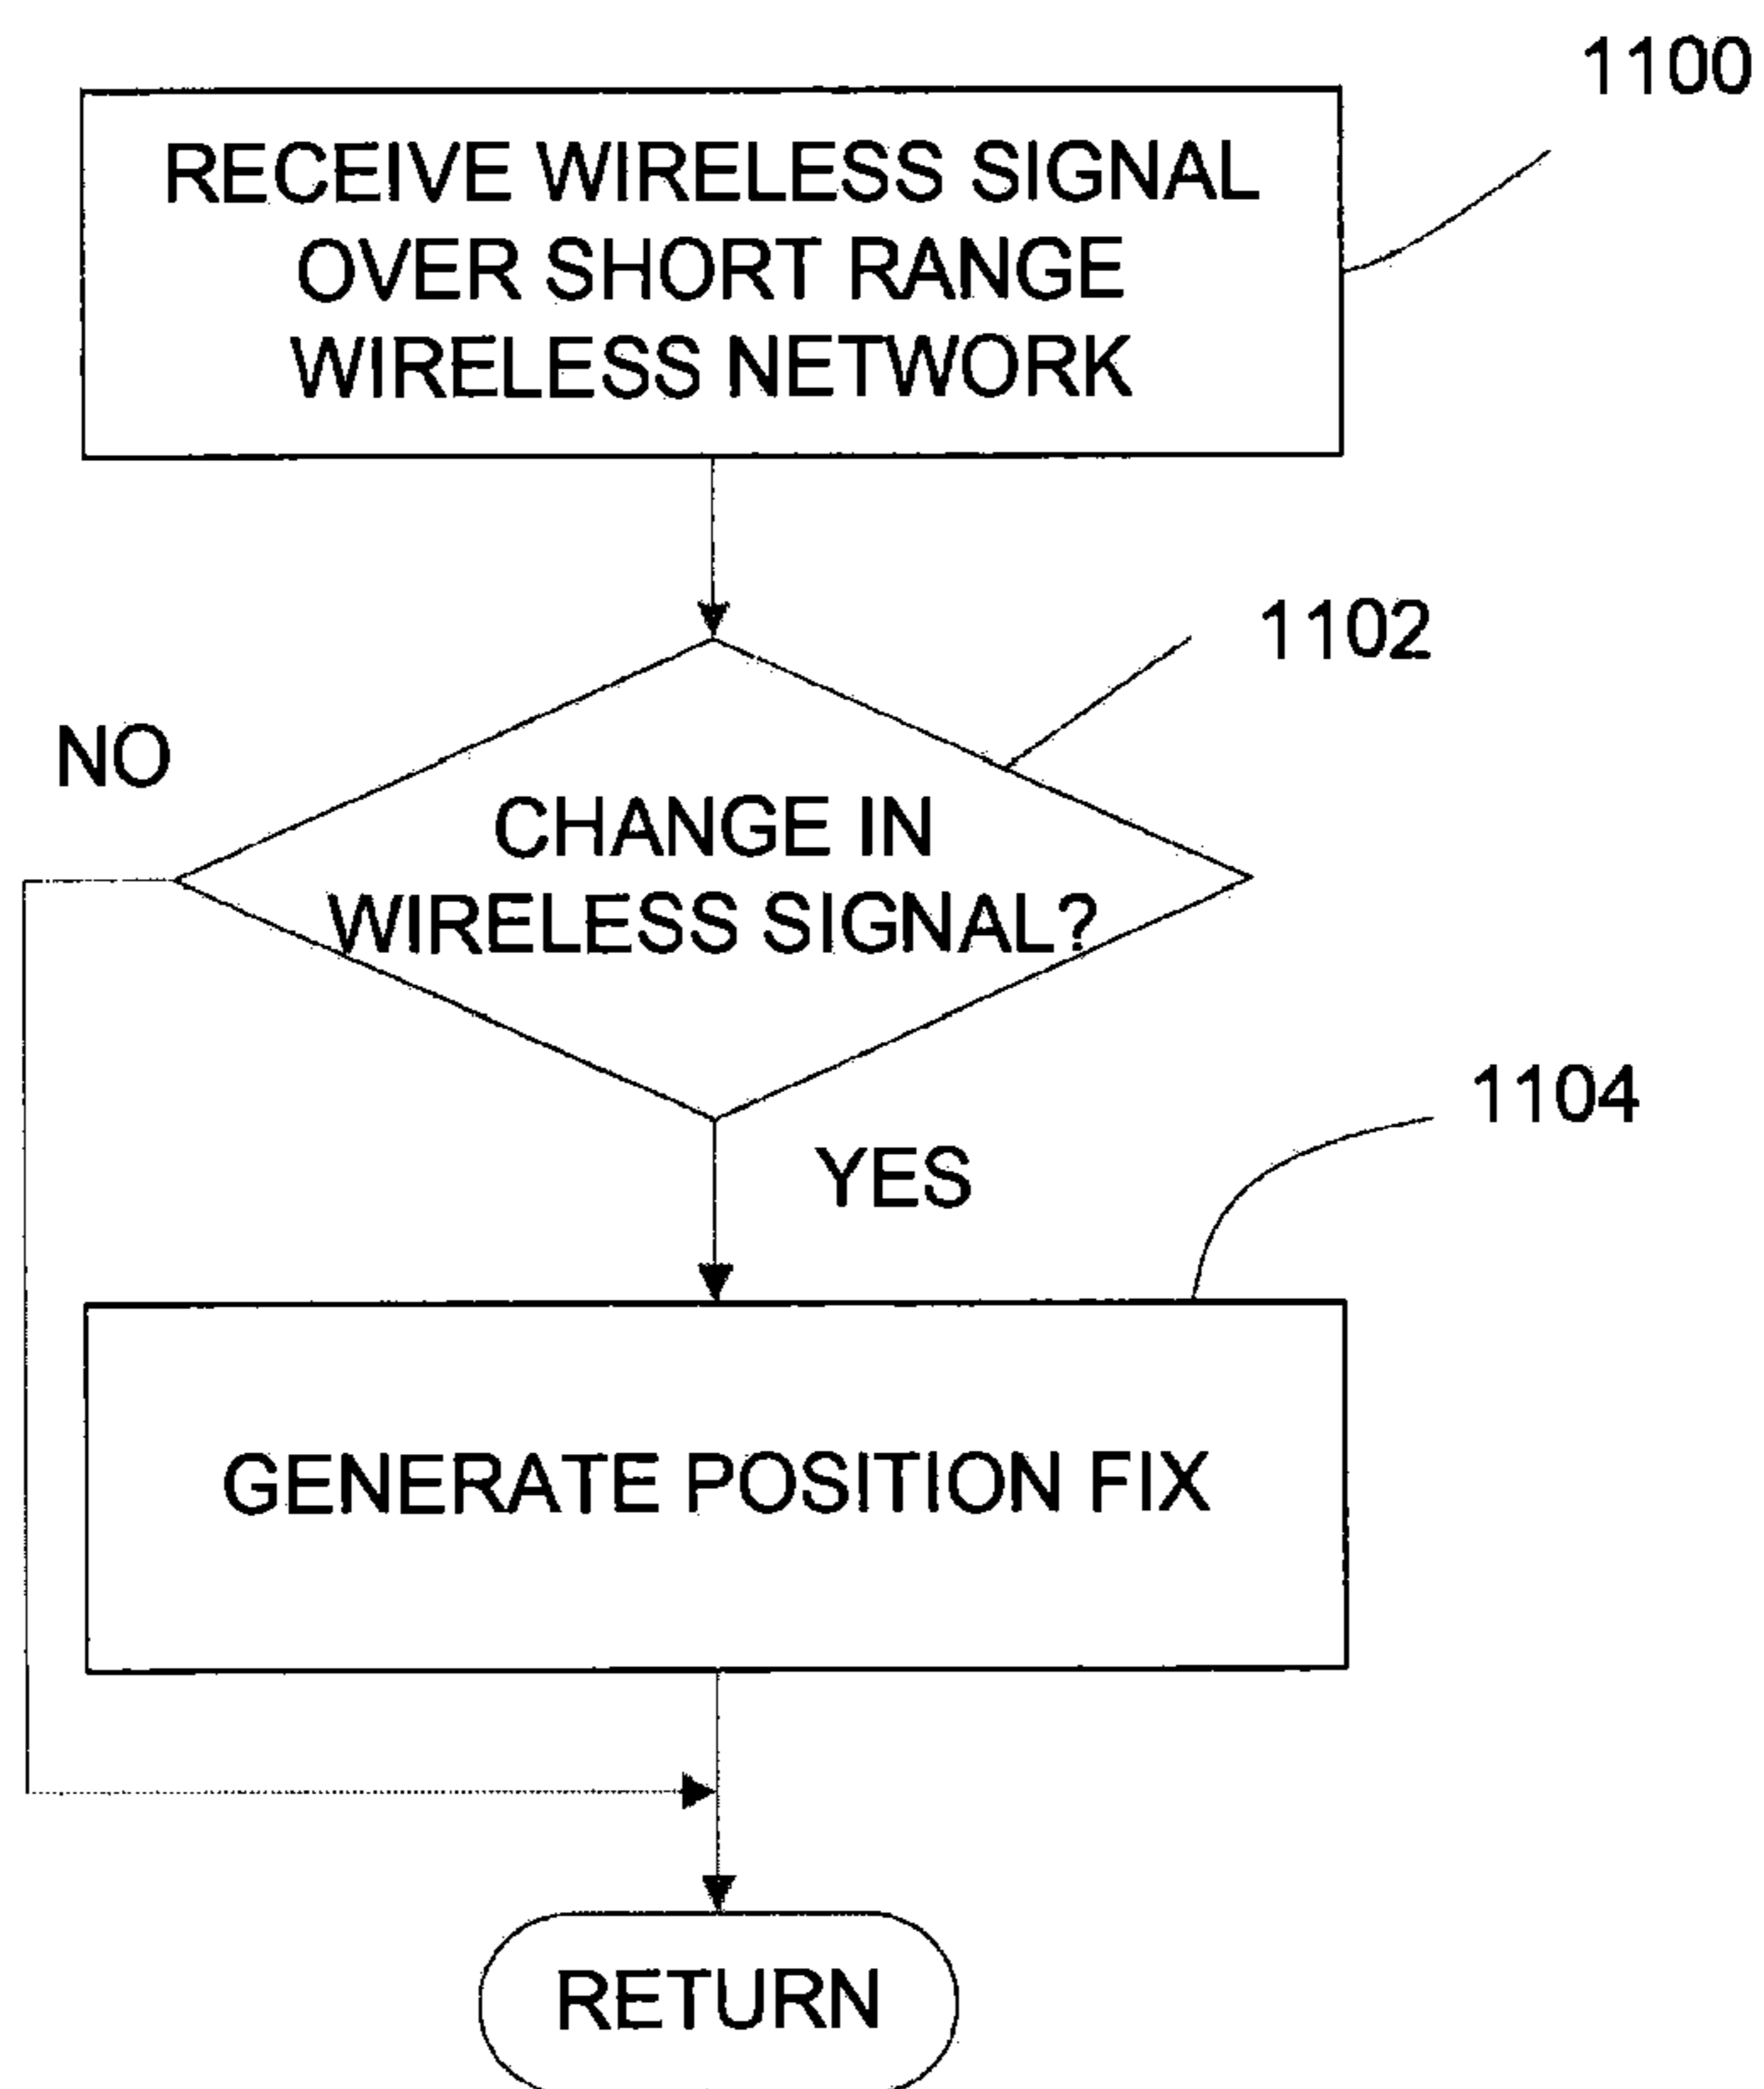 1100
RECEIVE WIRELESS SIGNAL
OVER SHORT RANGE
WIRELESS NETWORK
1102
NO
CHANGE IN
WIRELESS SIGNAL?
1104
YES
GENERATE POSITION FIX
RETURN